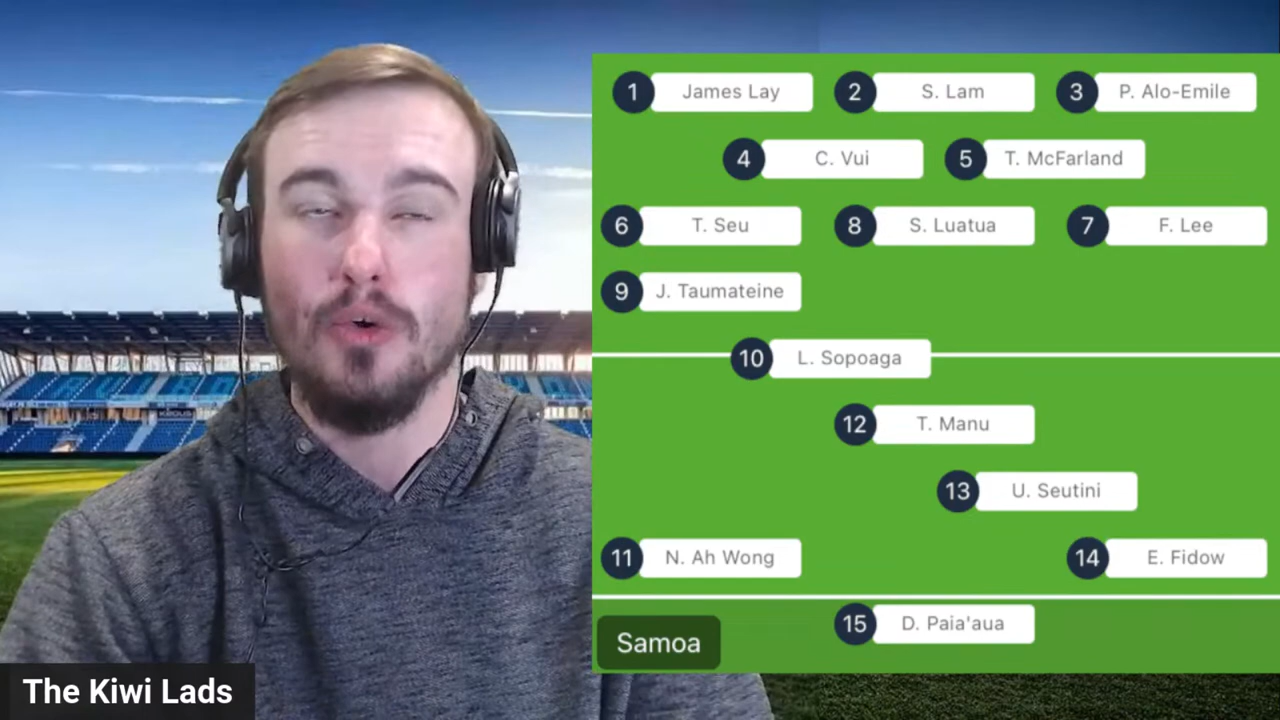 1 James Lay
2 S. Lam
3 P. Alo-Emile
4 C. Vui
5 T. McFarland
6 T. Seu
8 S. Luatua
7 F. Lee
9 J. Taumateine
10 L. Sopoaga
12 T. Manu
13 U. Seutini
11 N. Ah Wong
14 E. Fidow
15 D. Paia'aua
Samoa
The Kiwi Lads